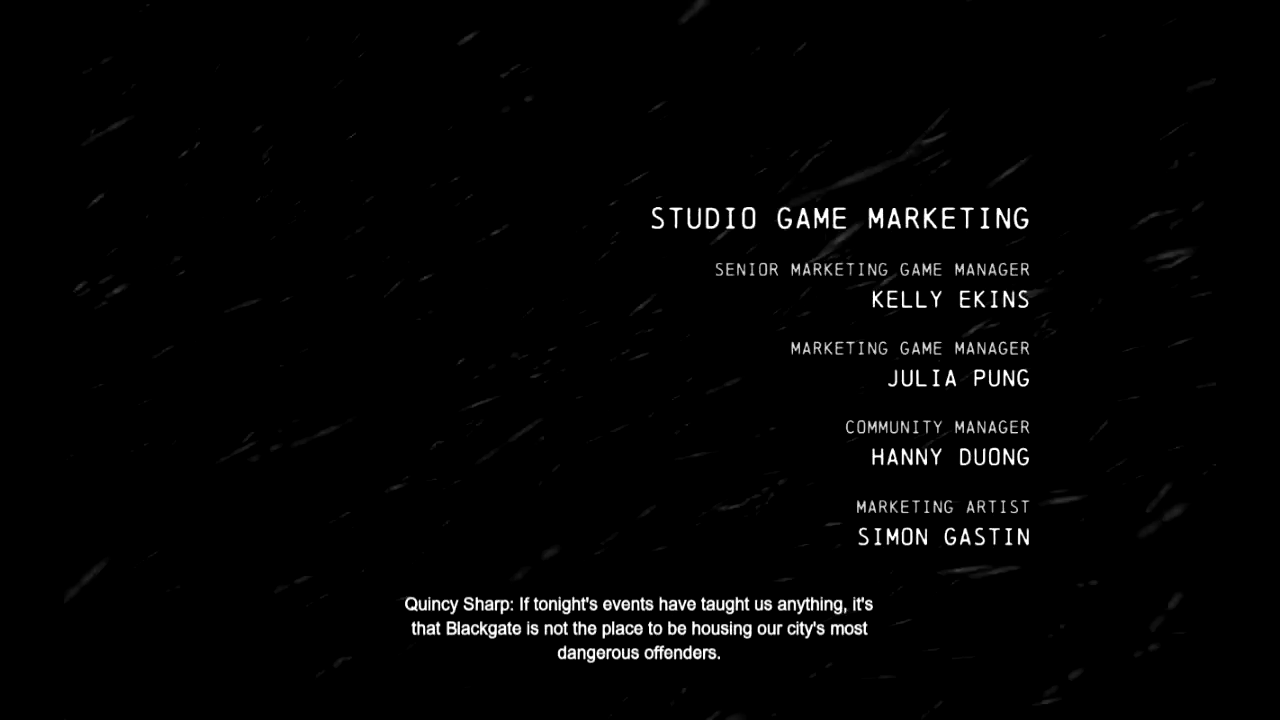 STUDIO GAME MARKETING
SENIOR MARKETING GAME MANAGER
KELLY EKINS
MARKETING GAME MANAGER
JULIA PUNG
COMMUNITY MANAGER
HANNY DUONG
MARKETING ARTIST
SIMON GASTIN
Quincy Sharp: If tonight's events have taught us anything, it's
that Blackgate is not the place to be housing our city's most
dangerous offenders.